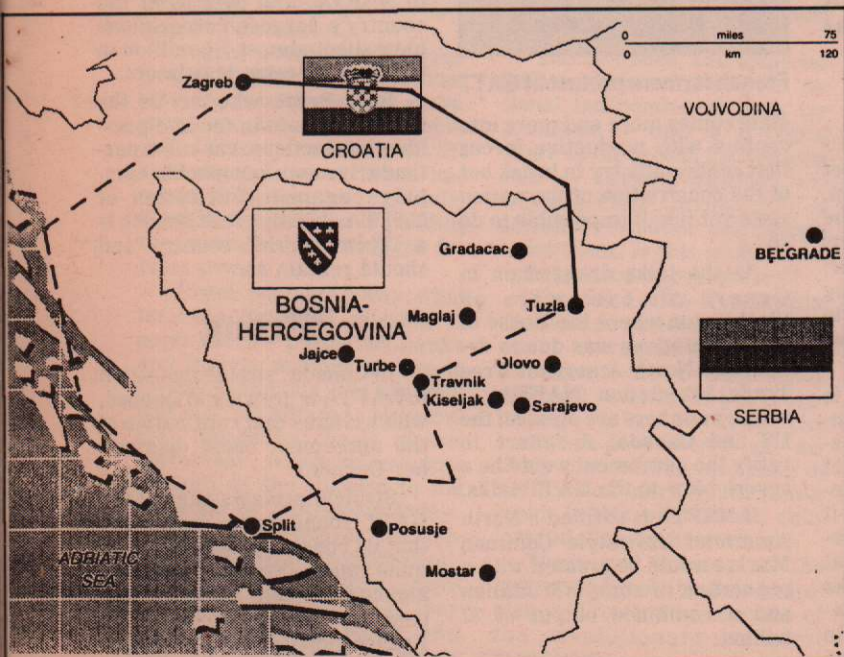 0 miles 75
0 km 120
Zagreb
VOJVODINA
CROATIA
Gradacac
BELGRADE
BOSNIA-
HERCEGOVINA
Maglaj
Tuzla
Jajce
Turbe
Olovo
Travnik
Kiseljak
Sarajevo
SERBIA
Split
Posusje
ADRIATIC
SEA
Mostar